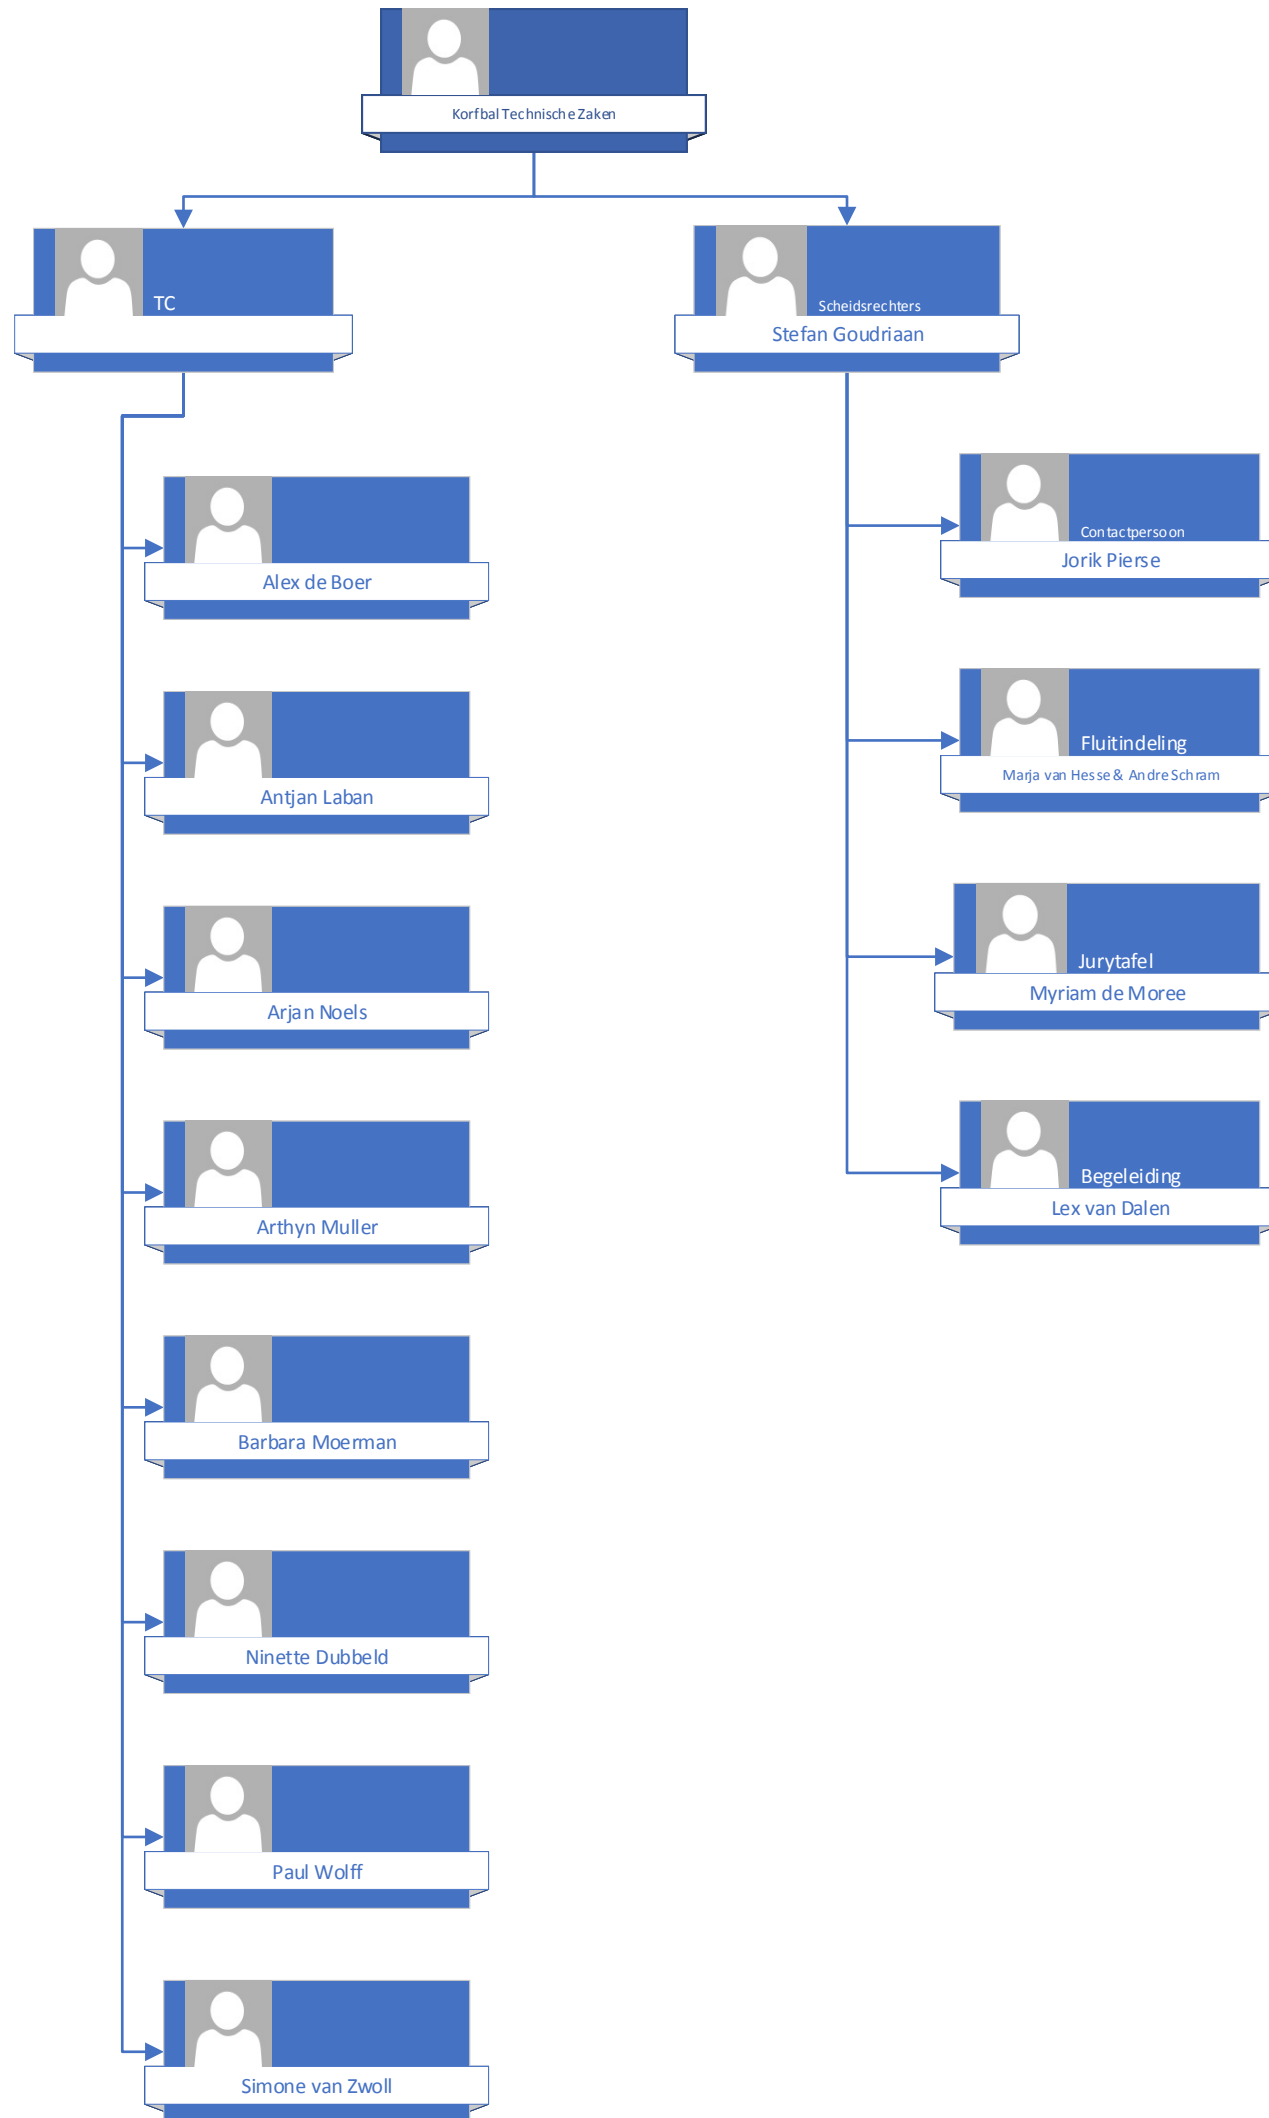 Korfbal Technische Zaken
TC
Scheidsrechters
Stefan Goudriaan
Alex de Boer
Antjan Laban
Arjan Noels
Arthyn Muller
Barbara Moerman
Ninette Dubbeld
Paul Wolff
Simone van Zwoll
Contactpersoon
Jorik Pierse
Fluitindeling
Marja van Hesse & Andre Schram
Jurytafel
Myriam de Moree
Begeleiding
Lex van Dalen